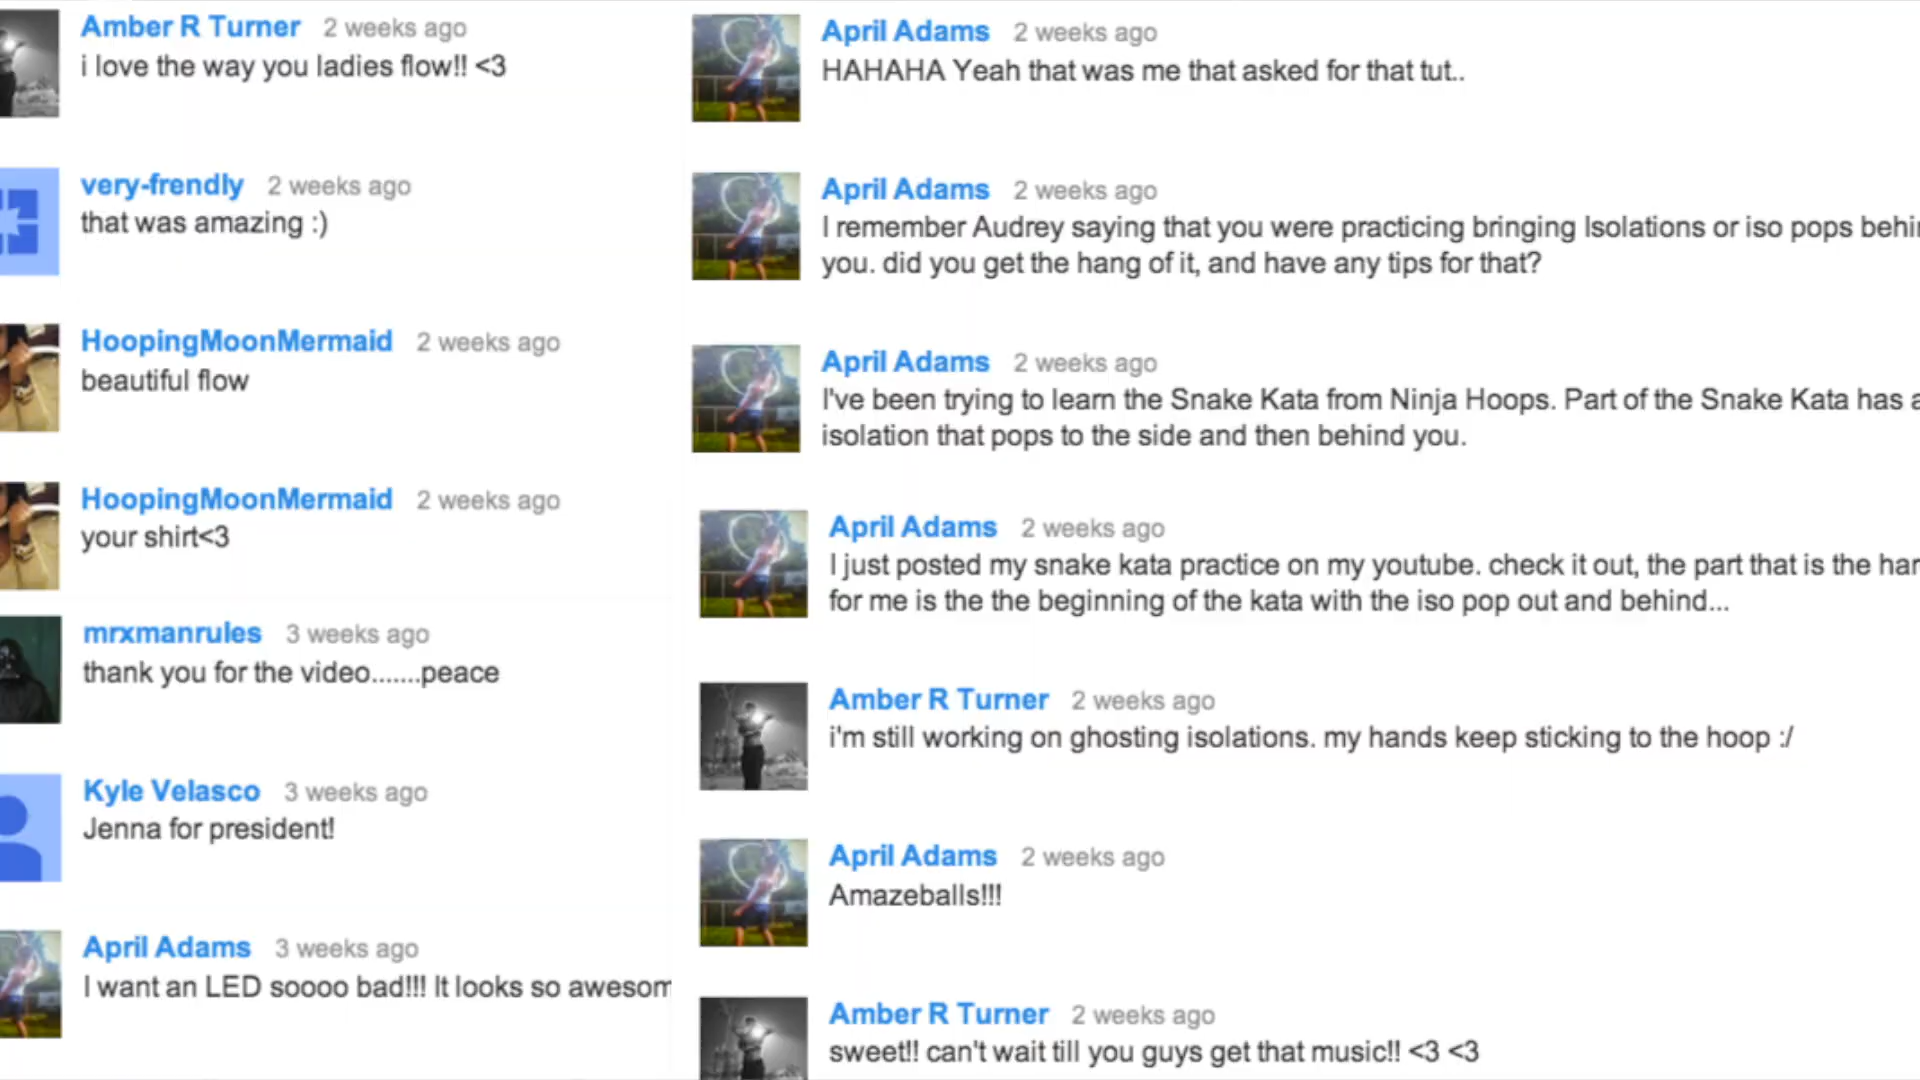 Amber R Turner 2 weeks ago
i love the way you ladies flow!! <3
very-frendly 2 weeks ago
that was amazing :)
HoopingMoonMermaid 2 weeks ago
beautiful flow
HoopingMoonMermaid 2 weeks ago
your shirt<3
mrxmanrules 3 weeks ago
thank you for the video.......peace
Kyle Velasco 3 weeks ago
Jenna for president!
April Adams 3 weeks ago
I want an LED soooo bad!!! It looks so awesom
April Adams 2 weeks ago
HAHAHA Yeah that was me that asked for that tut..
April Adams 2 weeks ago
I remember Audrey saying that you were practicing bringing Isolations or iso pops behin
you. did you get the hang of it, and have any tips for that?
April Adams 2 weeks ago
I've been trying to learn the Snake Kata from Ninja Hoops. Part of the Snake Kata has a
isolation that pops to the side and then behind you.
April Adams 2 weeks ago
I just posted my snake kata practice on my youtube. check it out, the part that is the har
for me is the the beginning of the kata with the iso pop out and behind...
Amber R Turner 2 weeks ago
i'm still working on ghosting isolations. my hands keep sticking to the hoop :/
April Adams 2 weeks ago
Amazeballs!!!
Amber R Turner 2 weeks ago
sweet!! can't wait till you guys get that music!! <3 <3